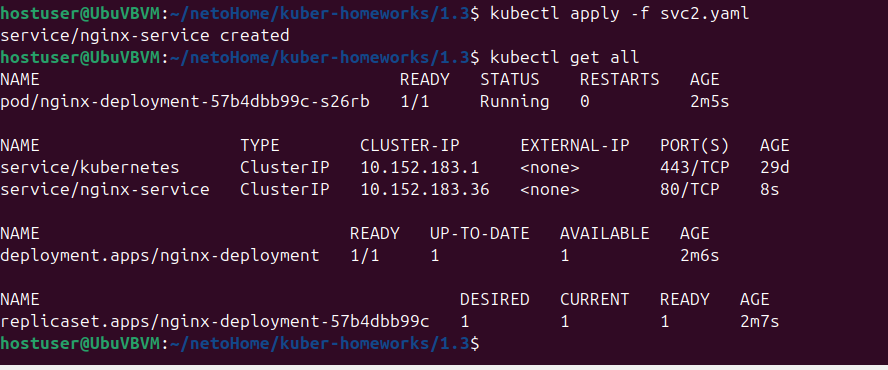 hostuser@UbuVBVM:~/netoHome/kuber-homeworks/1.3$ kubectl apply -f svc2.yaml
service/nginx-service created
hostuser@UbuVBVM:~/netoHome/kuber-homeworks/1.3$ kubectl get all
NAME                                    READY   STATUS    RESTARTS   AGE
pod/nginx-deployment-57b4dbb99c-s26rb   1/1     Running   0          2m5s

NAME                    TYPE        CLUSTER-IP      EXTERNAL-IP   PORT(S)   AGE
service/kubernetes      ClusterIP   10.152.183.1    <none>        443/TCP   29d
service/nginx-service   ClusterIP   10.152.183.36   <none>        80/TCP    8s

NAME                               READY   UP-TO-DATE   AVAILABLE   AGE
deployment.apps/nginx-deployment   1/1     1            1           2m6s

NAME                                          DESIRED   CURRENT   READY   AGE
replicaset.apps/nginx-deployment-57b4dbb99c   1         1         1       2m7s
hostuser@UbuVBVM:~/netoHome/kuber-homeworks/1.3$